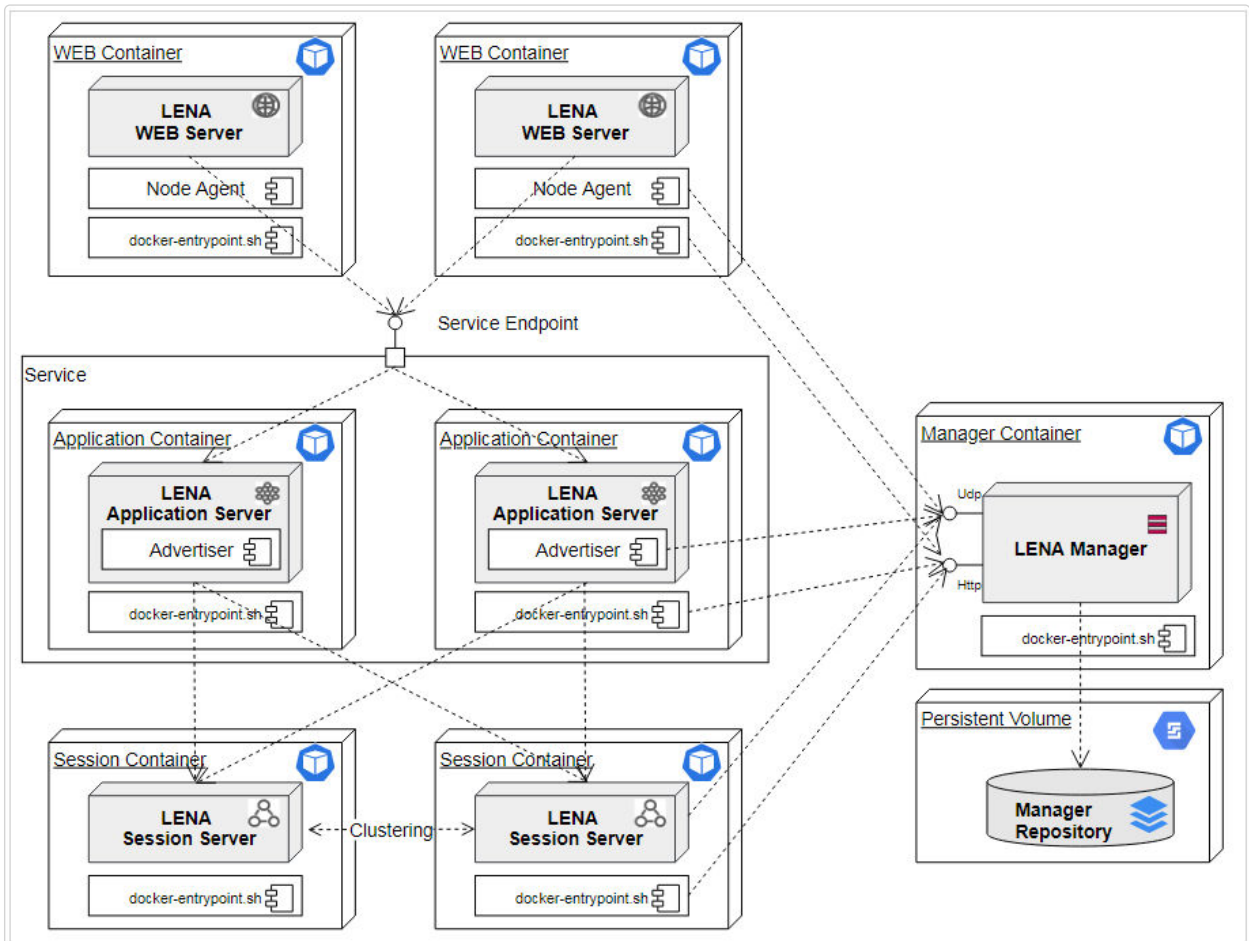 WEB Container
LENA
WEB Server
Node Agent
docker-entrypoint.sh
WEB Container
LENA
WEB Server
Node Agent
docker-entrypoint.sh
Service Endpoint
Service
Application Container
LENA
Application Server
Advertiser
docker-entrypoint.sh
Application Container
LENA
Application Server
Advertiser
docker-entrypoint.sh
Manager Container
Udp
LENA Manager
Http
docker-entrypoint.sh
Session Container
LENA
Session Server
docker-entrypoint.sh
Clustering
Session Container
LENA
Session Server
docker-entrypoint.sh
Persistent Volume
Manager
Repository